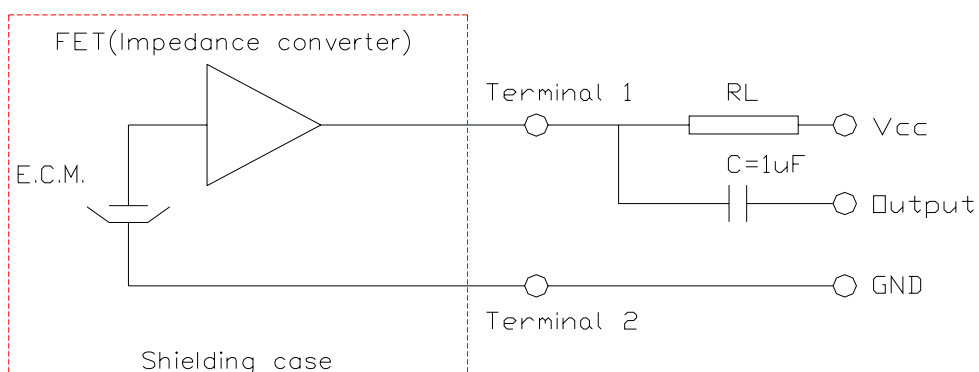 FET(Impedance converter)
Terminal 1
RL
Vcc
E.C.M.
C=1uF
Output
GND
Terminal 2
Shielding case